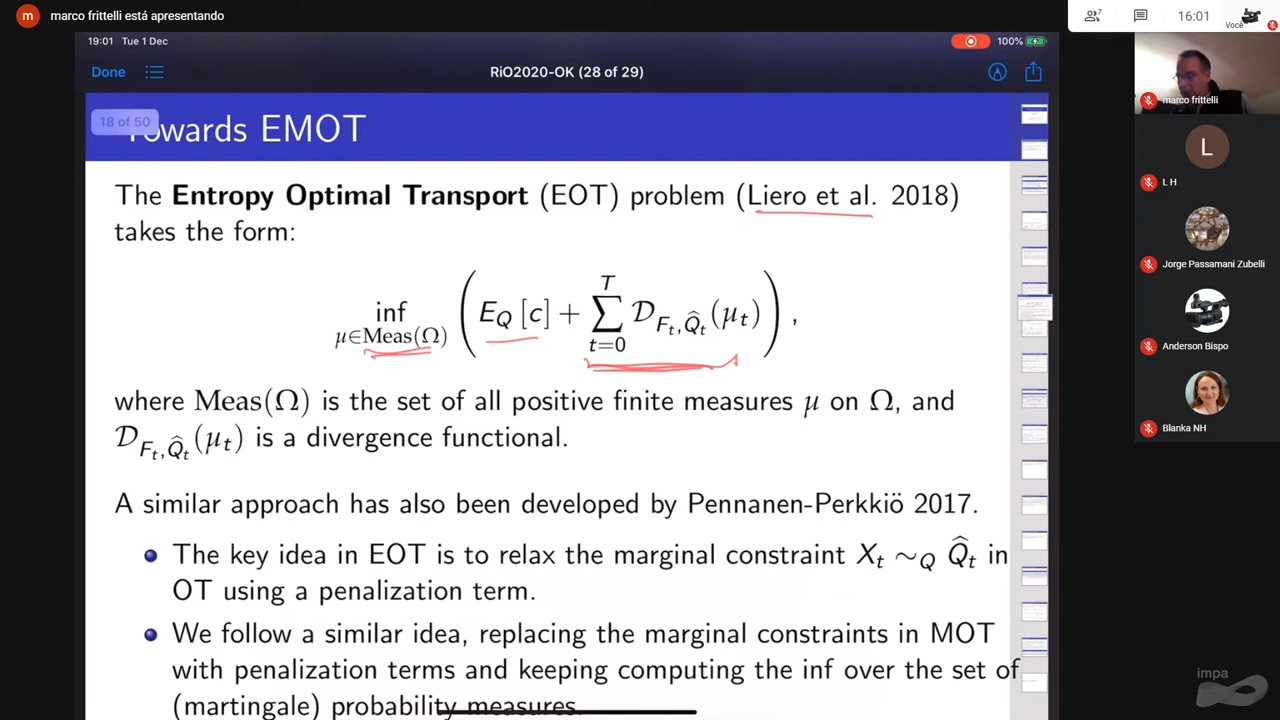 marco frittelli está apresentando
7
16:01
Você
19:01 Tue 1 Dec
100%
Done
RiO2020-OK (28 of 29)
18 of 50
Towards EMOT
The Entropy Optimal Transport (EOT) problem (Liero et al. 2018)
takes the form:
inf_{μ∈Meas(Ω)} ( E_Q [c] + ∑_{t=0}^{T} 𝒟_{F_t, Q̂_t}(μ_t) ) ,
where Meas(Ω) is the set of all positive finite measures μ on Ω, and
𝒟_{F_t, Q̂_t}(μ_t) is a divergence functional.
A similar approach has also been developed by Pennanen-Perkkiö 2017.
The key idea in EOT is to relax the marginal constraint X_t ∼_Q Q̂_t in
OT using a penalization term.
We follow a similar idea, replacing the marginal constraints in MOT
with penalization terms and keeping computing the inf over the set of
(martingale) probability measures.
marco frittelli
L
L H
Jorge Passamani Zubelli
Anderson Bispo
Blanka NH
impa